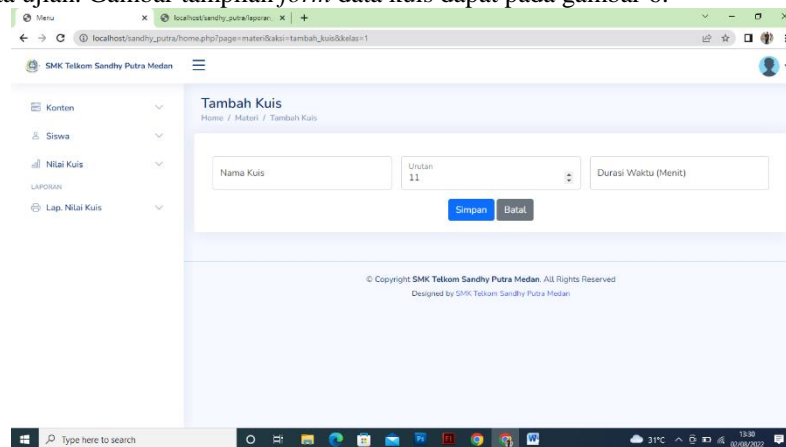 ujian. Gambar tampilan form data kuis dapat pada gambar 6.
Menu
localhost/sandhy_putra/laporan_
localhost/sandhy_putra/home.php?page=materi&aksi=tambah_kuis&kelas=1
SMK Telkom Sandhy Putra Medan
Konten
Siswa
Nilai Kuis
LAPORAN
Lap. Nilai Kuis
Tambah Kuis
Home / Materi / Tambah Kuis
Nama Kuis
Urutan
11
Durasi Waktu (Menit)
Simpan Batal
© Copyright SMK Telkom Sandhy Putra Medan. All Rights Reserved
Designed by SMK Telkom Sandhy Putra Medan
Type here to search
31°C
13:30
02/08/2022